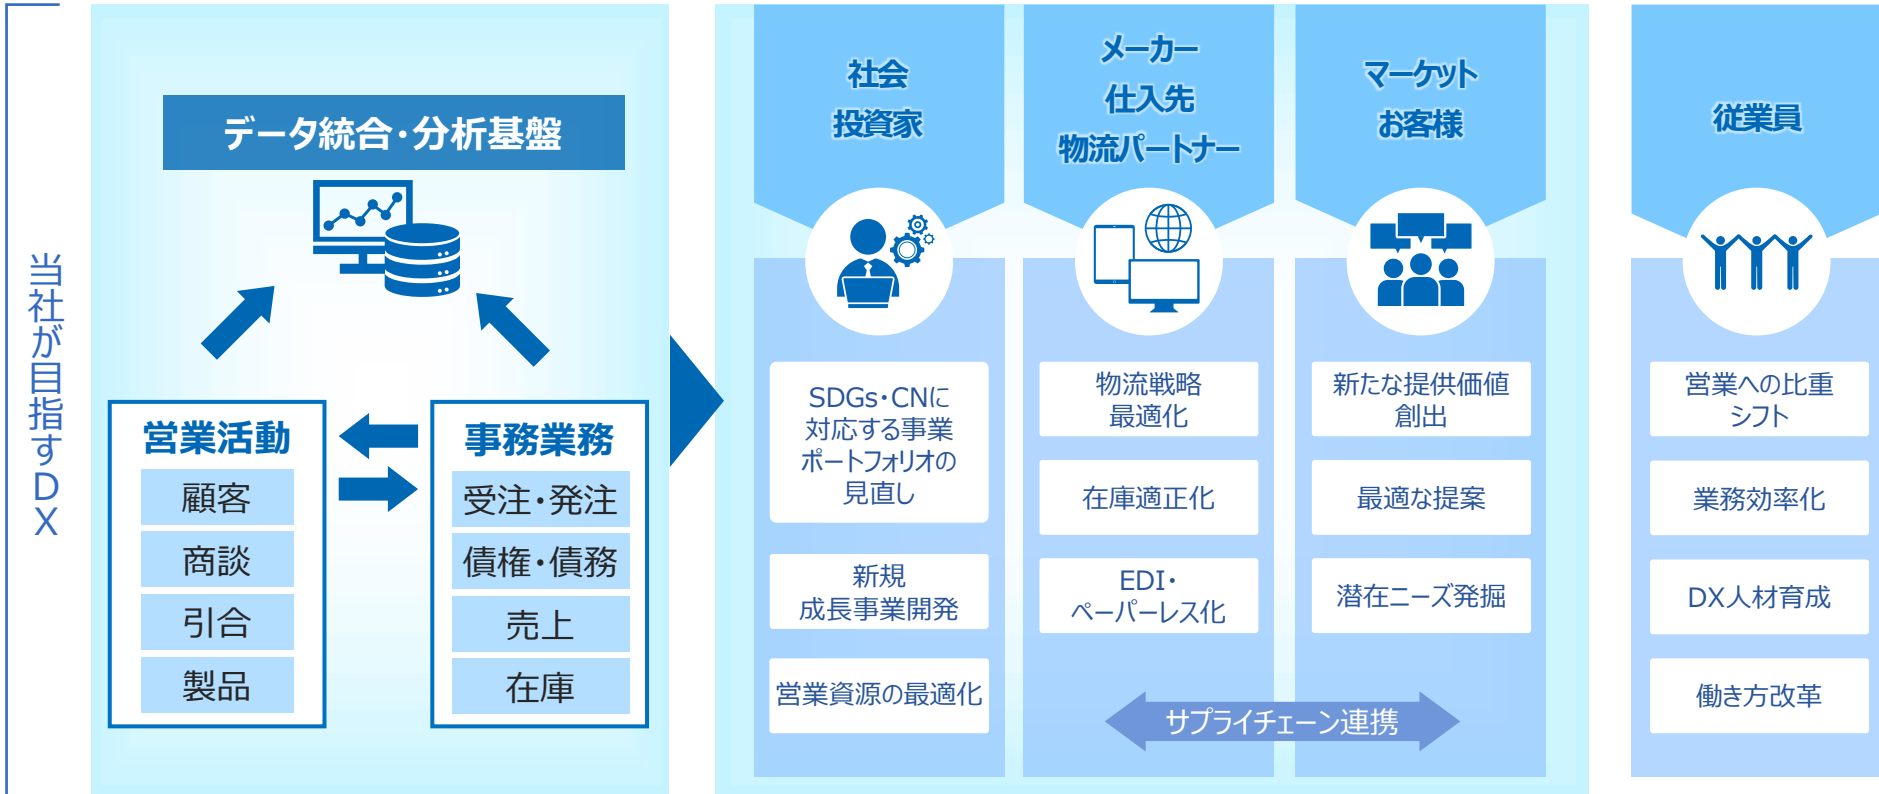 当社が目指すDX
データ統合・分析基盤
営業活動
顧客
商談
引合
製品
事務業務
受注・発注
債権・債務
売上
在庫
社会
投資家
SDGs・CNに
対応する事業
ポートフォリオの
見直し
新規
成長事業開発
営業資源の最適化
メーカー
仕入先
物流パートナー
物流戦略
最適化
在庫適正化
EDI・
ペーパーレス化
マーケット
お客様
新たな提供価値
創出
最適な提案
潜在ニーズ発掘
サプライチェーン連携
従業員
営業への比重
シフト
業務効率化
DX人材育成
働き方改革